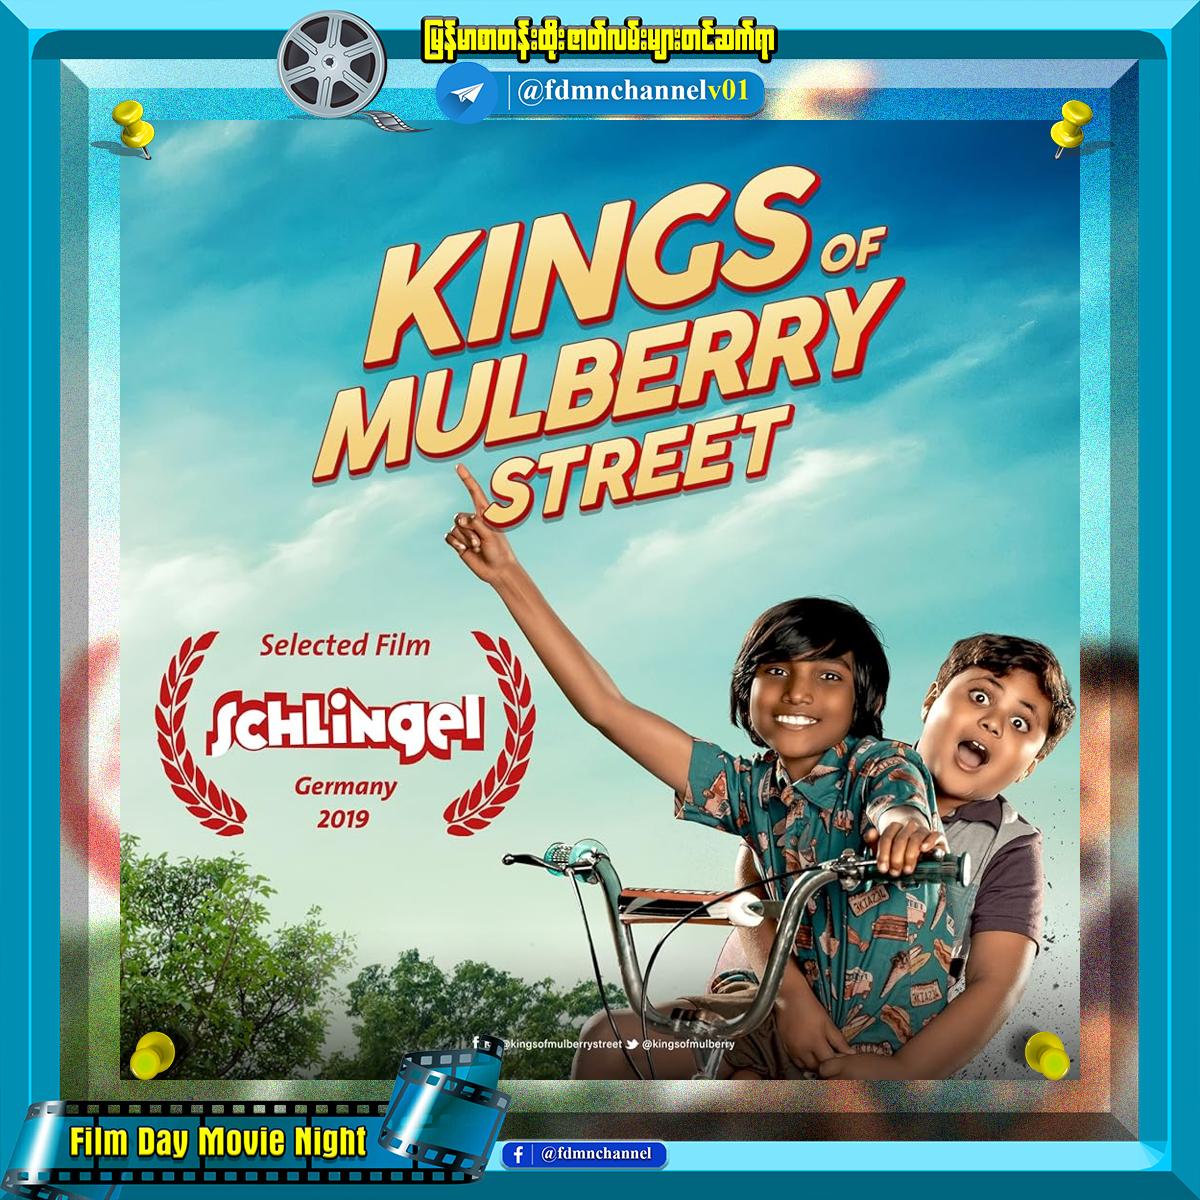 မြန်မာစာတန်းထိုး ဇာတ်လမ်းများတင်ဆက်ရာ
@fdmnchannelv01
KINGS OF
MULBERRY
STREET
Selected Film
SCHLiNGEL
Germany
2019
@kingsofmulberrystreet @kingsofmulberry
Film Day Movie Night
@fdmnchannel